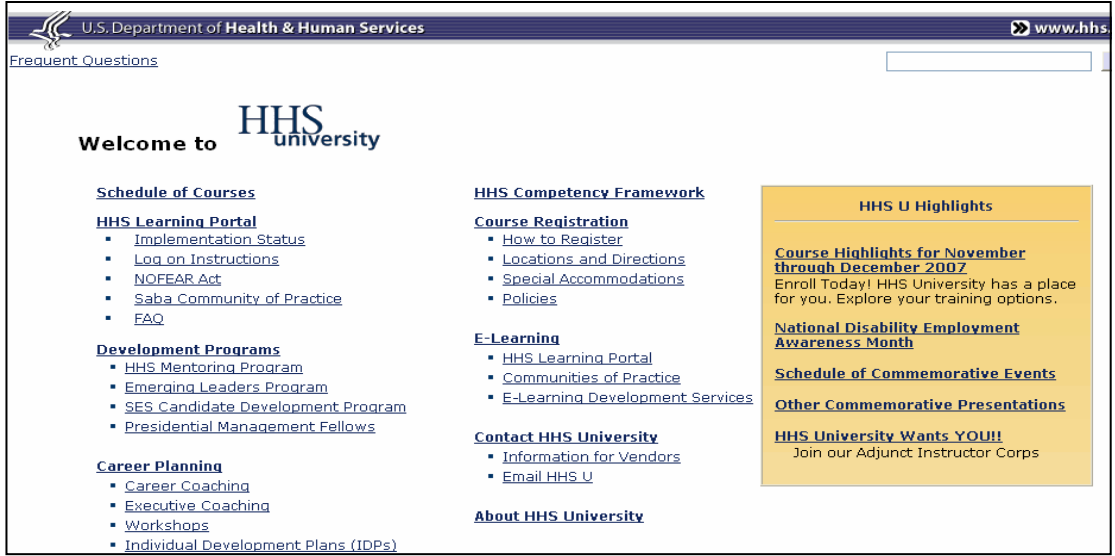 U.S. Department of Health & Human Services
www.hhs.
Frequent Questions
Welcome to HHS university
Schedule of Courses
HHS Learning Portal
Implementation Status
Log on Instructions
NOFEAR Act
Saba Community of Practice
FAQ
Development Programs
HHS Mentoring Program
Emerging Leaders Program
SES Candidate Development Program
Presidential Management Fellows
Career Planning
Career Coaching
Executive Coaching
Workshops
Individual Development Plans (IDPs)
HHS Competency Framework
Course Registration
How to Register
Locations and Directions
Special Accommodations
Policies
E-Learning
HHS Learning Portal
Communities of Practice
E-Learning Development Services
Contact HHS University
Information for Vendors
Email HHS U
About HHS University
HHS U Highlights
Course Highlights for November
through December 2007
Enroll Today! HHS University has a place
for you. Explore your training options.
National Disability Employment
Awareness Month
Schedule of Commemorative Events
Other Commemorative Presentations
HHS University Wants YOU!!
Join our Adjunct Instructor Corps